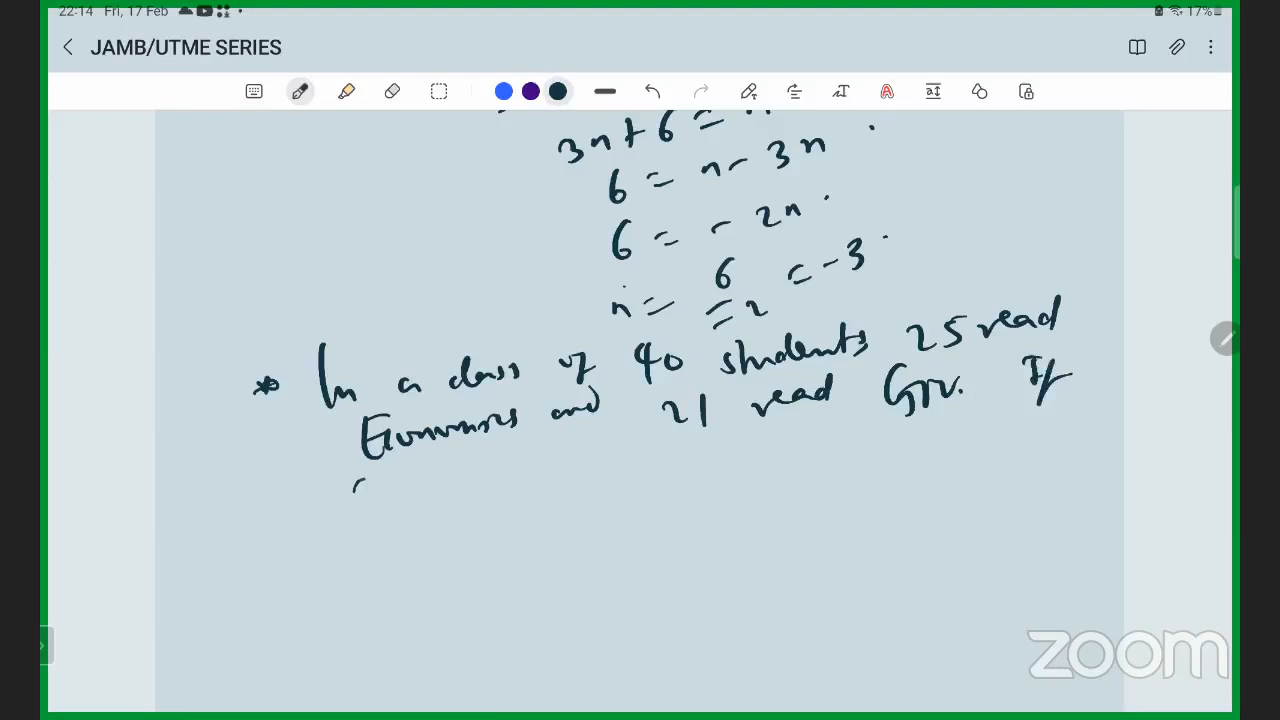 22:14 Fri, 17 Feb
17%
JAMB/UTME SERIES
3n + 6 = n
6 = n - 3n
6 = - 2n
n = 6/-2 = -3
* In a class of 40 students, 25 read
Economics and 21 read Gov. If
zoom